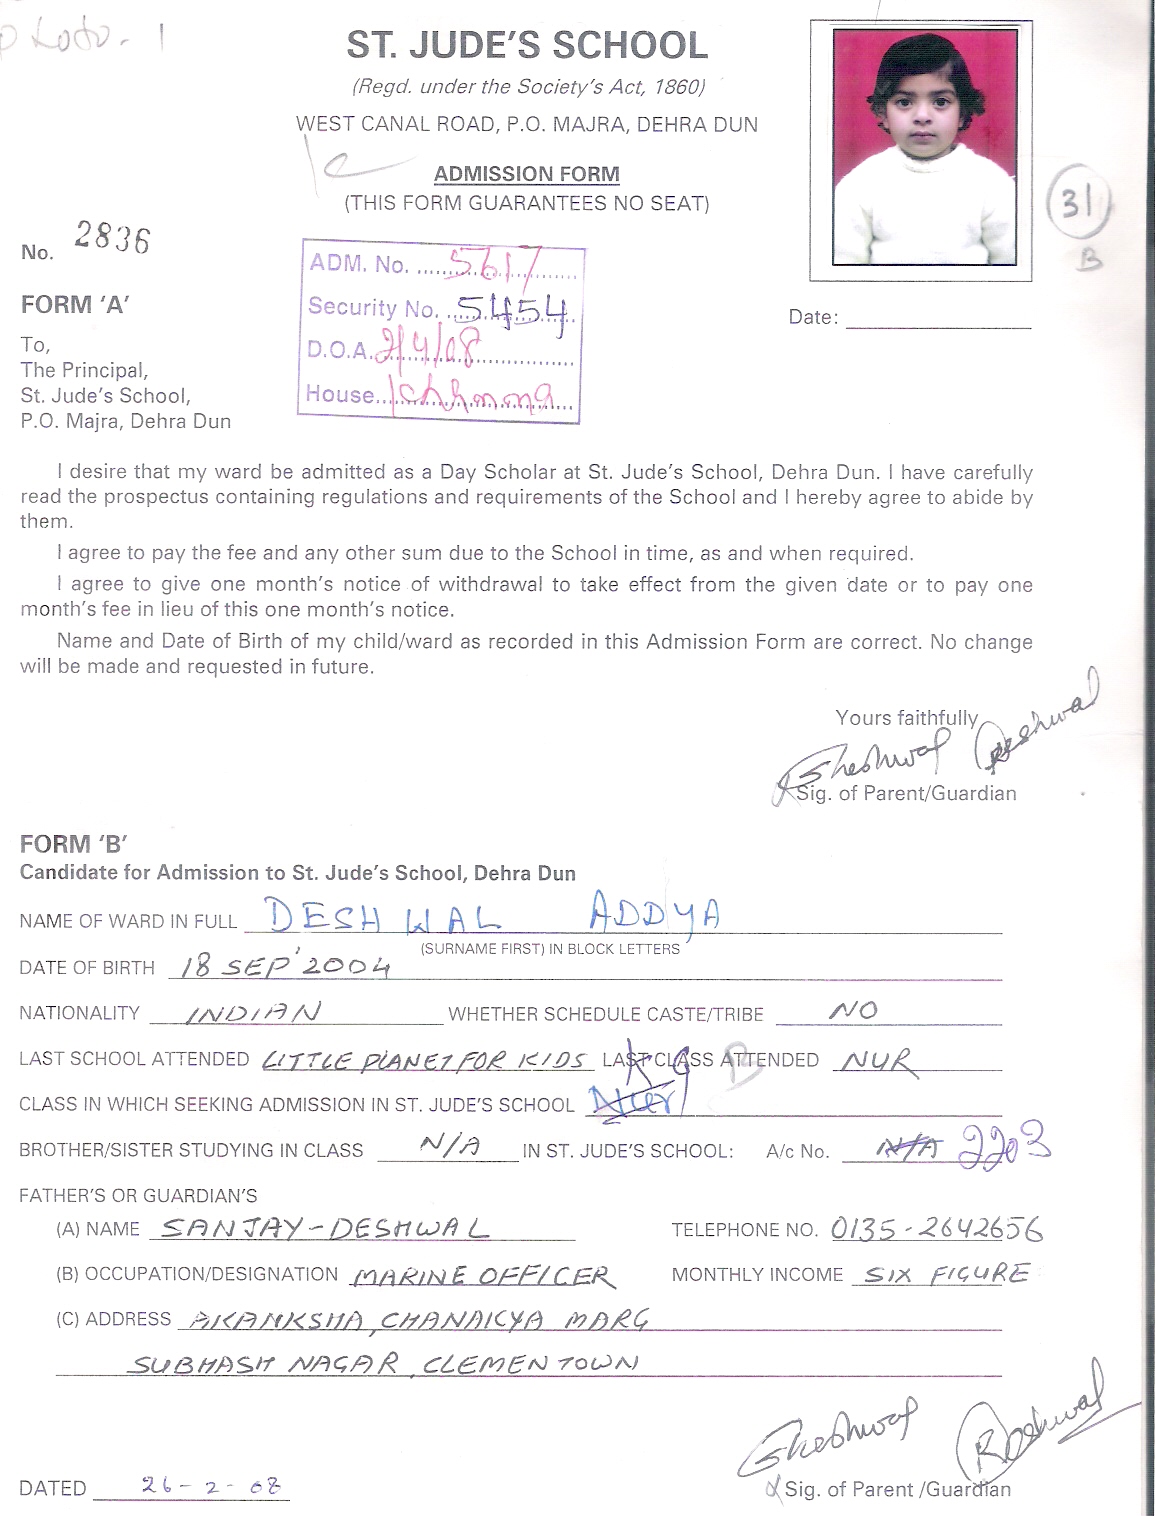 ST. JUDE'S SCHOOL
(Regd. under the Society's Act, 1860)
WEST CANAL ROAD, P.O. MAJRA, DEHRA DUN
ADMISSION FORM
(THIS FORM GUARANTEES NO SEAT)
31
B
No. 2836
ADM. No. 5617
Security No. 5454
D.O.A. 2/4/08
House
FORM 'A'
Date:
To,
The Principal,
St. Jude's School,
P.O. Majra, Dehra Dun
I desire that my ward be admitted as a Day Scholar at St. Jude's School, Dehra Dun. I have carefully
read the prospectus containing regulations and requirements of the School and I hereby agree to abide by
them.
I agree to pay the fee and any other sum due to the School in time, as and when required.
I agree to give one month's notice of withdrawal to take effect from the given date or to pay one
month's fee in lieu of this one month's notice.
Name and Date of Birth of my child/ward as recorded in this Admission Form are correct. No change
will be made and requested in future.
Yours faithfully
Sig. of Parent/Guardian
FORM 'B'
Candidate for Admission to St. Jude's School, Dehra Dun
NAME OF WARD IN FULL DESHWAL ADDYA
(SURNAME FIRST) IN BLOCK LETTERS
DATE OF BIRTH 18 SEP'2004
NATIONALITY INDIAN WHETHER SCHEDULE CASTE/TRIBE NO
LAST SCHOOL ATTENDED LITTLE PLANET FOR KIDS LAST CLASS ATTENDED NUR
CLASS IN WHICH SEEKING ADMISSION IN ST. JUDE'S SCHOOL KG B
BROTHER/SISTER STUDYING IN CLASS N/A IN ST. JUDE'S SCHOOL: A/c No. N/A 2203
FATHER'S OR GUARDIAN'S
(A) NAME SANJAY-DESHWAL TELEPHONE NO. 0135-2642656
(B) OCCUPATION/DESIGNATION MARINE OFFICER MONTHLY INCOME SIX FIGURE
(C) ADDRESS AKANKSHA, CHANAKYA MARG
SUBHASH NAGAR, CLEMENTOWN
DATED 26-2-08
Sig. of Parent /Guardian